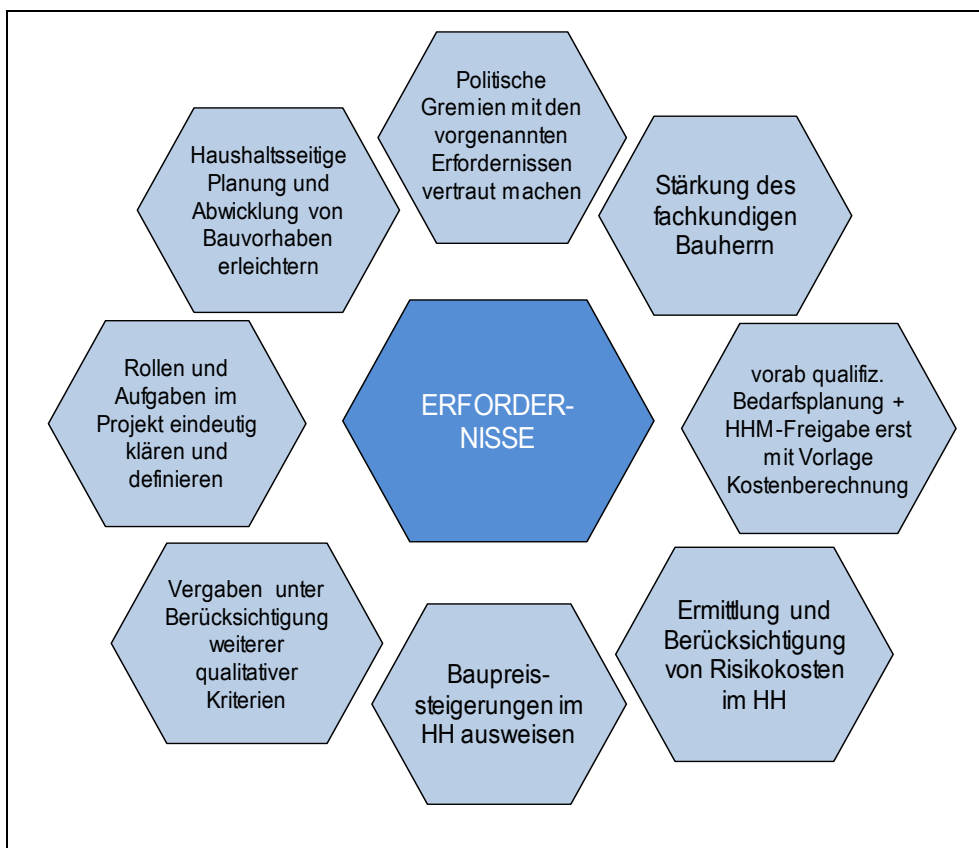 Politische
Gremien mit den
vorgenannten
Erfordernissen
vertraut machen
Stärkung des
fachkundigen
Bauherrn
vorab qualifiz.
Bedarfsplanung +
HHM-Freigabe erst
mit Vorlage
Kostenberechnung
Ermittlung und
Berücksichtigung
von Risikokosten
im HH
Baupreis-
steigerungen im
HH ausweisen
Vergaben unter
Berücksichtigung
weiterer
qualitativer
Kriterien
Rollen und
Aufgaben im
Projekt eindeutig
klären und
definieren
Haushaltsseitige
Planung und
Abwicklung von
Bauvorhaben
erleichtern
ERFORDER-
NISSE